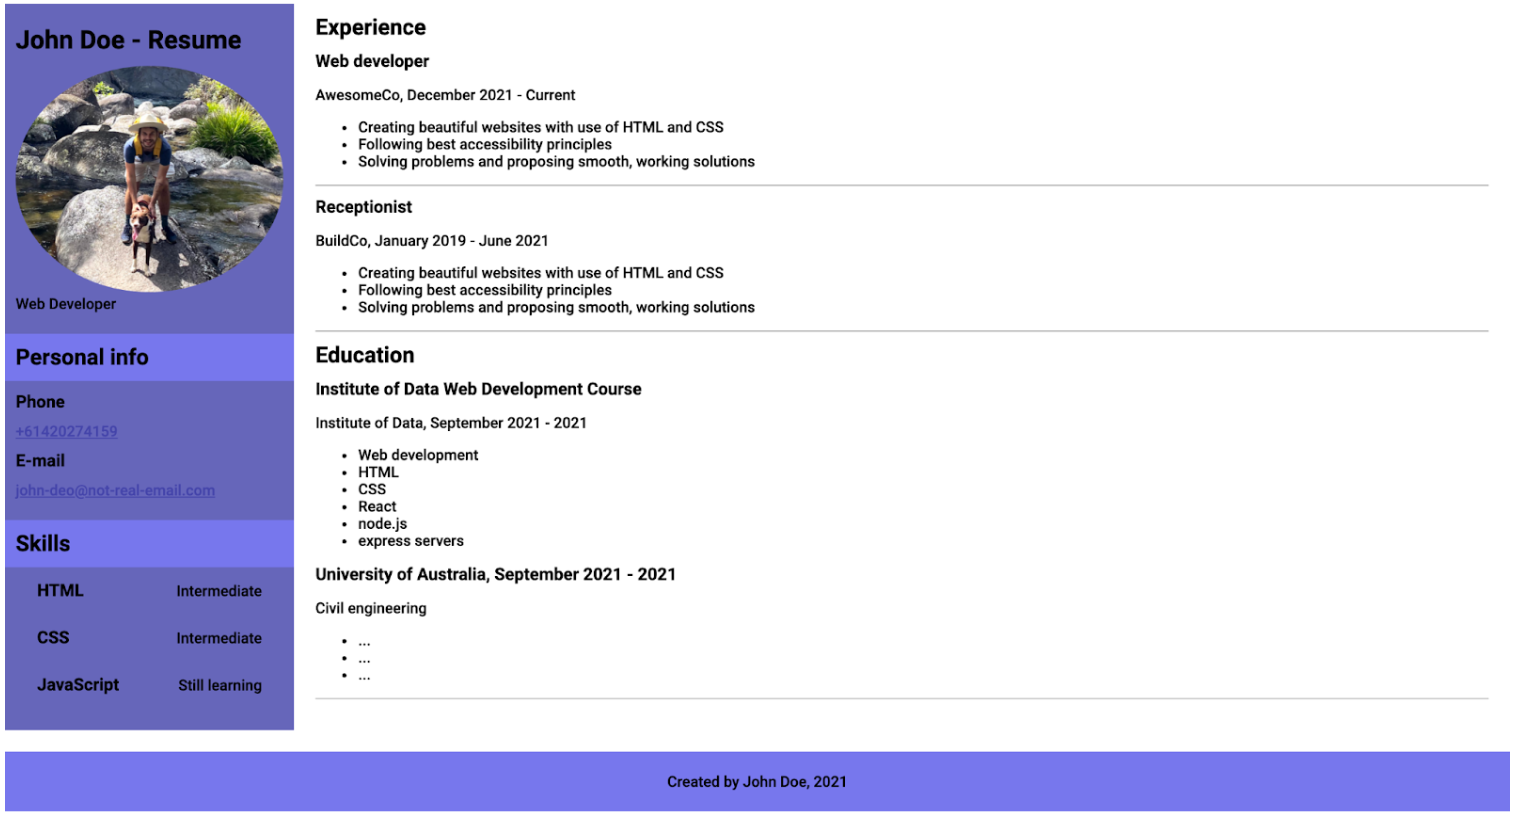 John Doe - Resume
Web Developer
Personal info
Phone
+61420274159
E-mail
john-deo@not-real-email.com
Skills
HTML Intermediate
CSS Intermediate
JavaScript Still learning
Experience
Web developer
AwesomeCo, December 2021 - Current
• Creating beautiful websites with use of HTML and CSS
• Following best accessibility principles
• Solving problems and proposing smooth, working solutions
Receptionist
BuildCo, January 2019 - June 2021
• Creating beautiful websites with use of HTML and CSS
• Following best accessibility principles
• Solving problems and proposing smooth, working solutions
Education
Institute of Data Web Development Course
Institute of Data, September 2021 - 2021
• Web development
• HTML
• CSS
• React
• node.js
• express servers
University of Australia, September 2021 - 2021
Civil engineering
• ...
• ...
• ...
Created by John Doe, 2021